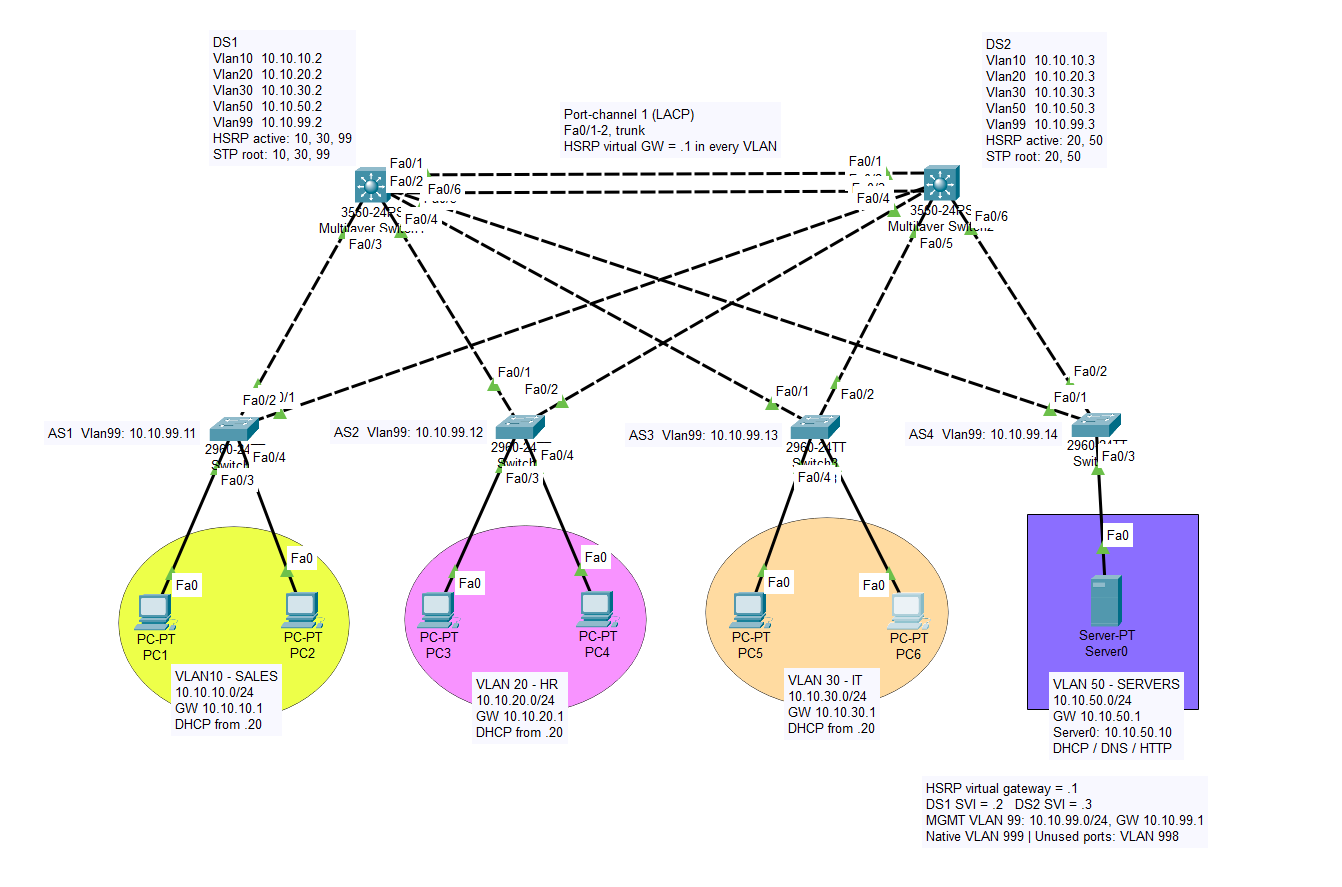 DS1
Vlan10 10.10.10.2
Vlan20 10.10.20.2
Vlan30 10.10.30.2
Vlan50 10.10.50.2
Vlan99 10.10.99.2
HSRP active: 10, 30, 99
STP root: 10, 30, 99
DS2
Vlan10 10.10.10.3
Vlan20 10.10.20.3
Vlan30 10.10.30.3
Vlan50 10.10.50.3
Vlan99 10.10.99.3
HSRP active: 20, 50
STP root: 20, 50
Port-channel 1 (LACP)
Fa0/1-2, trunk
HSRP virtual GW = .1 in every VLAN
Fa0/1
Fa0/2
Fa0/6
Fa0/4
Fa0/3
Multilayer
Fa0/1
Fa0/4
Multilayer
Fa0/6
Fa0/5
Fa0/2
Fa0/1
Fa0/2
Fa0/1
Fa0/2
Fa0/2
Fa0/1
AS1 Vlan99: 10.10.99.11
Fa0/4
Fa0/3
AS2 Vlan99: 10.10.99.12
Switch
Fa0/4
Fa0/3
AS3 Vlan99: 10.10.99.13
2960-24TT
Fa0/4
AS4 Vlan99: 10.10.99.14
Fa0/3
Fa0
Fa0
Fa0
Fa0
Fa0
Fa0
Fa0
PC-PT
PC1
PC-PT
PC2
PC-PT
PC3
PC-PT
PC4
PC-PT
PC5
PC-PT
PC6
Server-PT
Server0
VLAN10 - SALES
10.10.10.0/24
GW 10.10.10.1
DHCP from .20
VLAN 20 - HR
10.10.20.0/24
GW 10.10.20.1
DHCP from .20
VLAN 30 - IT
10.10.30.0/24
GW 10.10.30.1
DHCP from .20
VLAN 50 - SERVERS
10.10.50.0/24
GW 10.10.50.1
Server0: 10.10.50.10
DHCP / DNS / HTTP
HSRP virtual gateway = .1
DS1 SVI = .2 DS2 SVI = .3
MGMT VLAN 99: 10.10.99.0/24, GW 10.10.99.1
Native VLAN 999 | Unused ports: VLAN 998